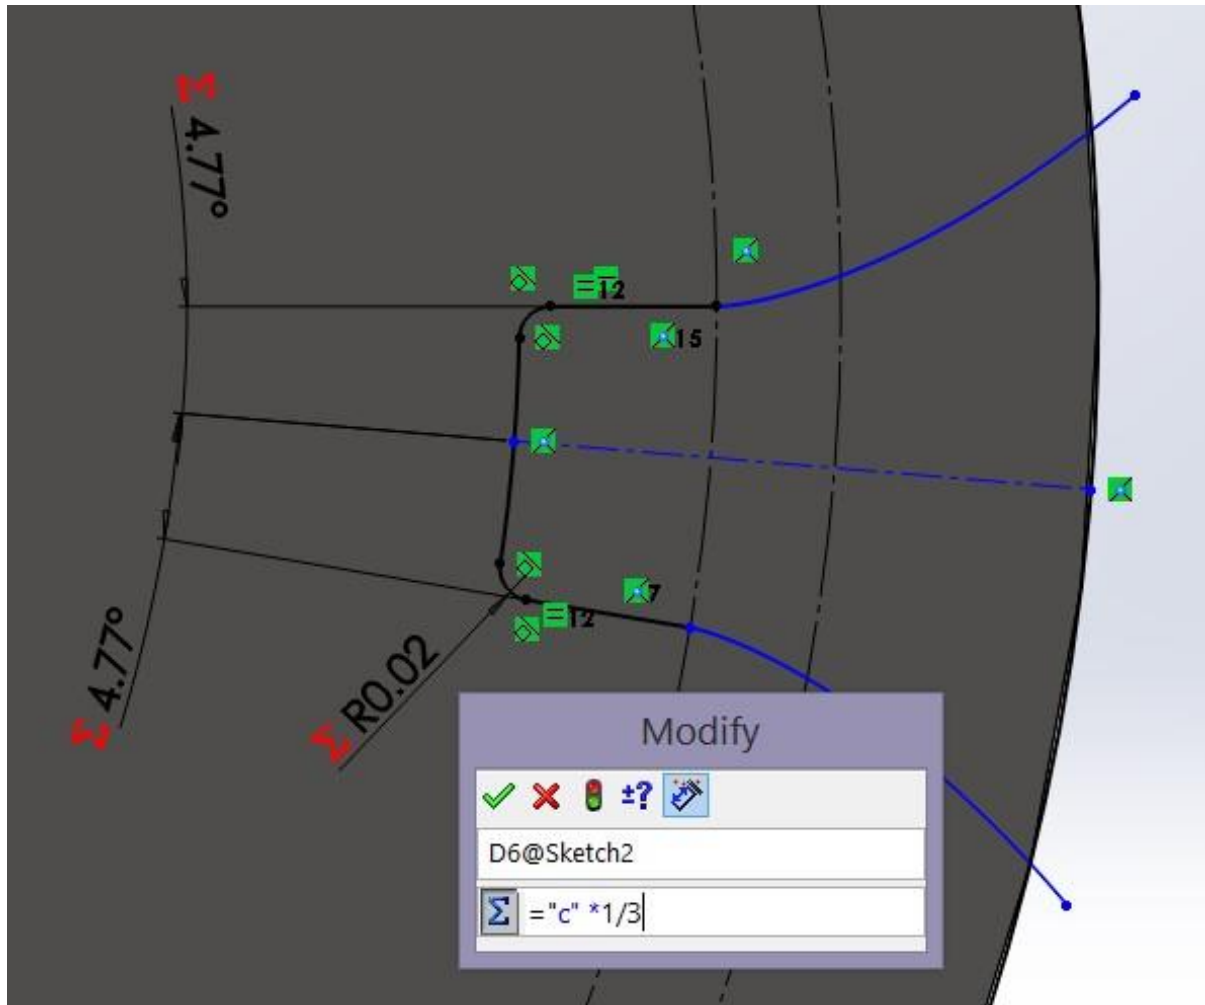 Σ 4.77°
=12
15
7
=12
Σ 4.77°
Σ R0.02
Modify
±?
D6@Sketch2
Σ ="c" *1/3